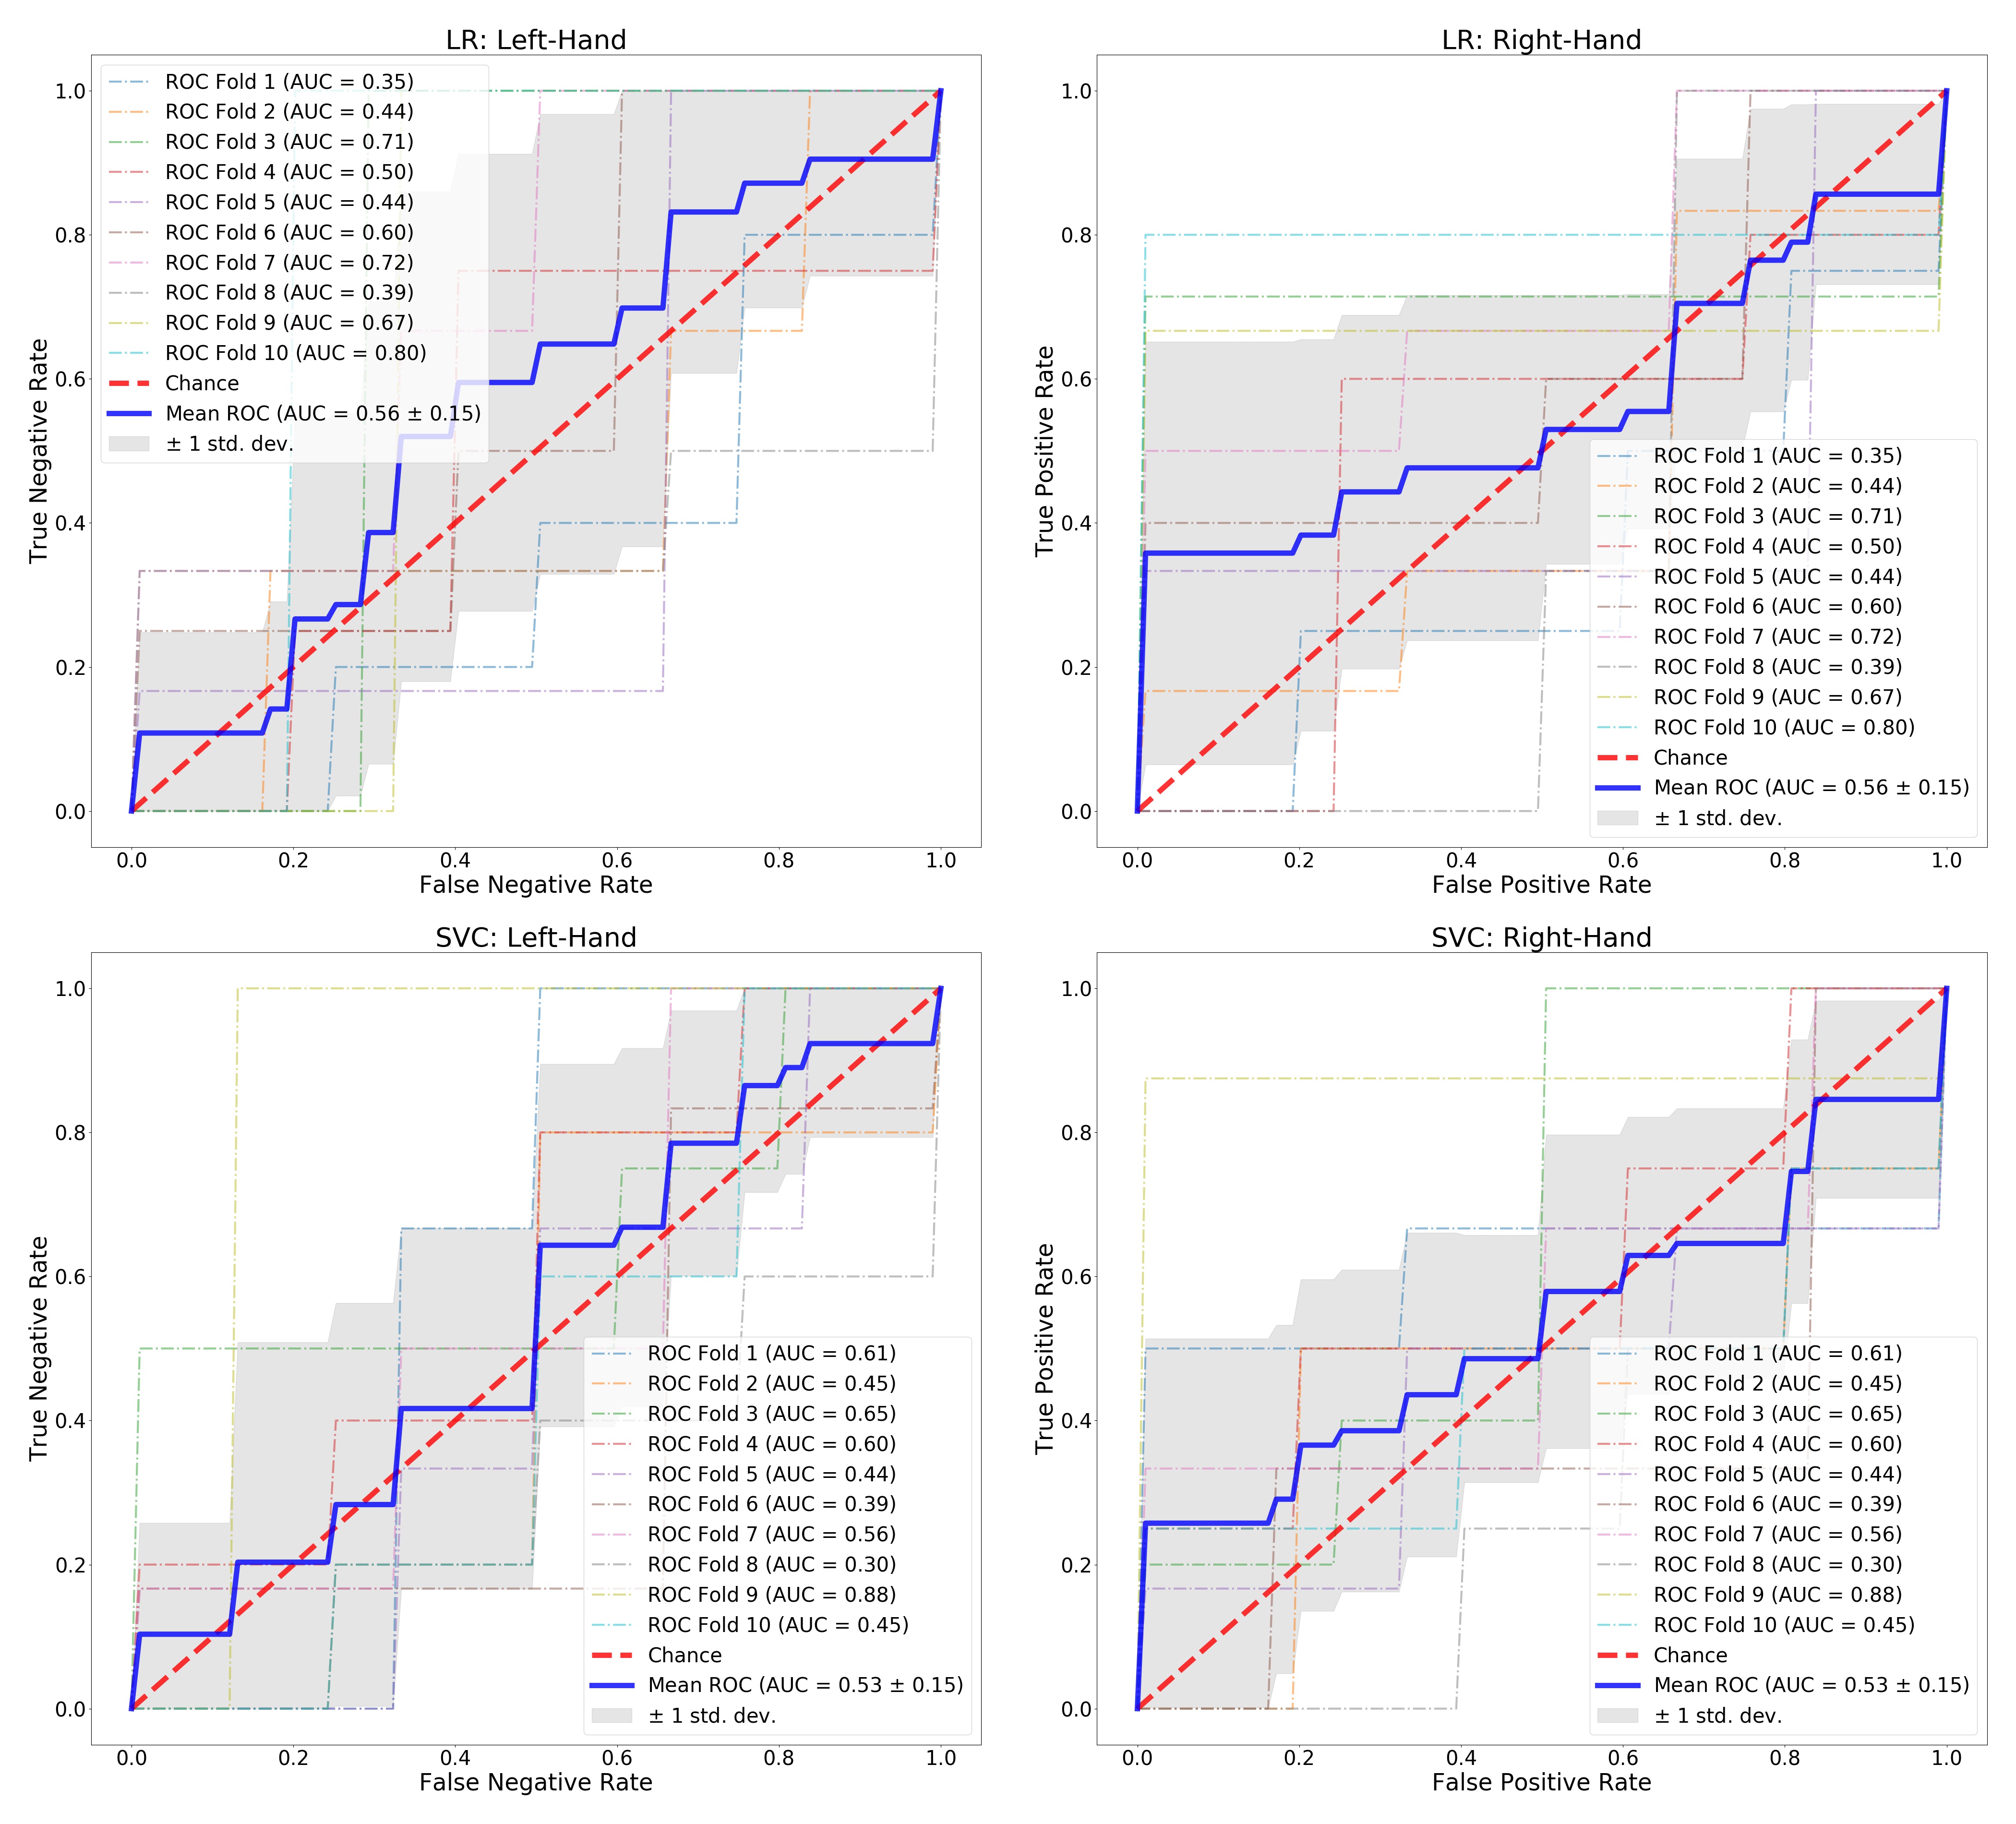 LR: Left-Hand
True Negative Rate
1.0
0.8
0.6
0.4
0.2
0.0
ROC Fold 1 (AUC = 0.35)
ROC Fold 2 (AUC = 0.44)
ROC Fold 3 (AUC = 0.71)
ROC Fold 4 (AUC = 0.50)
ROC Fold 5 (AUC = 0.44)
ROC Fold 6 (AUC = 0.60)
ROC Fold 7 (AUC = 0.72)
ROC Fold 8 (AUC = 0.39)
ROC Fold 9 (AUC = 0.67)
ROC Fold 10 (AUC = 0.80)
Chance
Mean ROC (AUC = 0.56 ± 0.15)
± 1 std. dev.
0.0 0.2 0.4 0.6 0.8 1.0
False Negative Rate
LR: Right-Hand
True Positive Rate
1.0
0.8
0.6
0.4
0.2
0.0
ROC Fold 1 (AUC = 0.35)
ROC Fold 2 (AUC = 0.44)
ROC Fold 3 (AUC = 0.71)
ROC Fold 4 (AUC = 0.50)
ROC Fold 5 (AUC = 0.44)
ROC Fold 6 (AUC = 0.60)
ROC Fold 7 (AUC = 0.72)
ROC Fold 8 (AUC = 0.39)
ROC Fold 9 (AUC = 0.67)
ROC Fold 10 (AUC = 0.80)
Chance
Mean ROC (AUC = 0.56 ± 0.15)
± 1 std. dev.
0.0 0.2 0.4 0.6 0.8 1.0
False Positive Rate
SVC: Left-Hand
True Negative Rate
1.0
0.8
0.6
0.4
0.2
0.0
ROC Fold 1 (AUC = 0.61)
ROC Fold 2 (AUC = 0.45)
ROC Fold 3 (AUC = 0.65)
ROC Fold 4 (AUC = 0.60)
ROC Fold 5 (AUC = 0.44)
ROC Fold 6 (AUC = 0.39)
ROC Fold 7 (AUC = 0.56)
ROC Fold 8 (AUC = 0.30)
ROC Fold 9 (AUC = 0.88)
ROC Fold 10 (AUC = 0.45)
Chance
Mean ROC (AUC = 0.53 ± 0.15)
± 1 std. dev.
0.0 0.2 0.4 0.6 0.8 1.0
False Negative Rate
SVC: Right-Hand
True Positive Rate
1.0
0.8
0.6
0.4
0.2
0.0
ROC Fold 1 (AUC = 0.61)
ROC Fold 2 (AUC = 0.45)
ROC Fold 3 (AUC = 0.65)
ROC Fold 4 (AUC = 0.60)
ROC Fold 5 (AUC = 0.44)
ROC Fold 6 (AUC = 0.39)
ROC Fold 7 (AUC = 0.56)
ROC Fold 8 (AUC = 0.30)
ROC Fold 9 (AUC = 0.88)
ROC Fold 10 (AUC = 0.45)
Chance
Mean ROC (AUC = 0.53 ± 0.15)
± 1 std. dev.
0.0 0.2 0.4 0.6 0.8 1.0
False Positive Rate